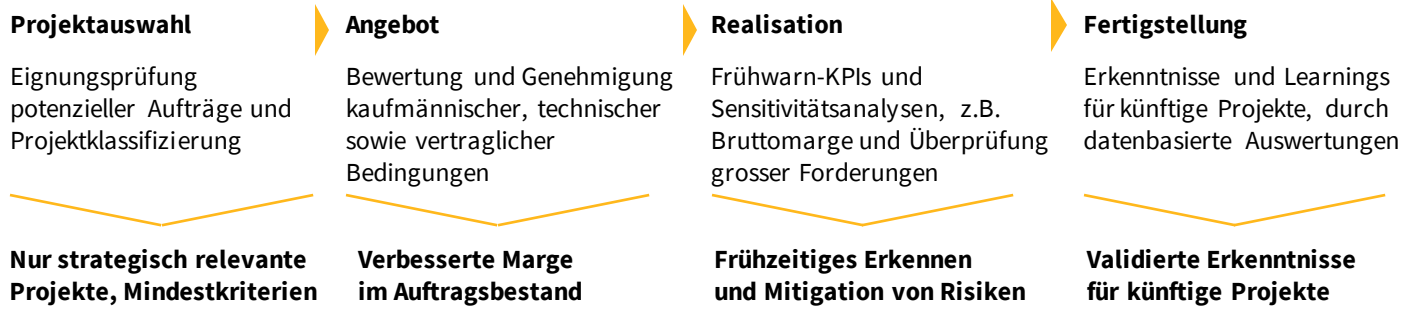 Projektauswahl
Eignungsprüfung
potenzieller Aufträge und
Projektklassifizierung
Nur strategisch relevante
Projekte, Mindestkriterien
Angebot
Bewertung und Genehmigung
kaufmännischer, technischer
sowie vertraglicher
Bedingungen
Verbesserte Marge
im Auftragsbestand
Realisation
Frühwarn-KPIs und
Sensitivitätsanalysen, z.B.
Bruttomarge und Überprüfung
grosser Forderungen
Frühzeitiges Erkennen
und Mitigation von Risiken
Fertigstellung
Erkenntnisse und Learnings
für künftige Projekte, durch
datenbasierte Auswertungen
Validierte Erkenntnisse
für künftige Projekte